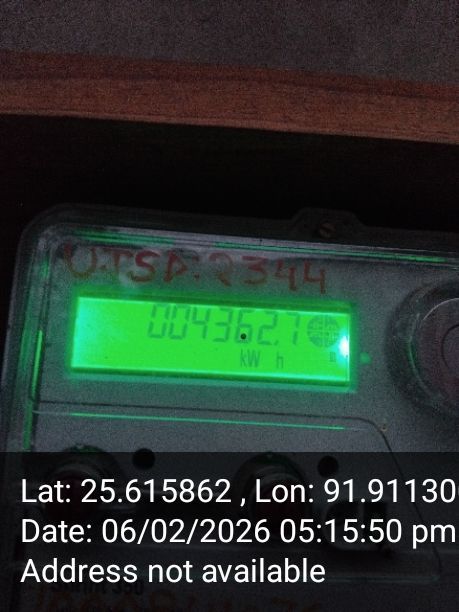 U.TSD.2344
004362.7
kW h
Lat: 25.615862 , Lon: 91.91130
Date: 06/02/2026 05:15:50 pm
Address not available